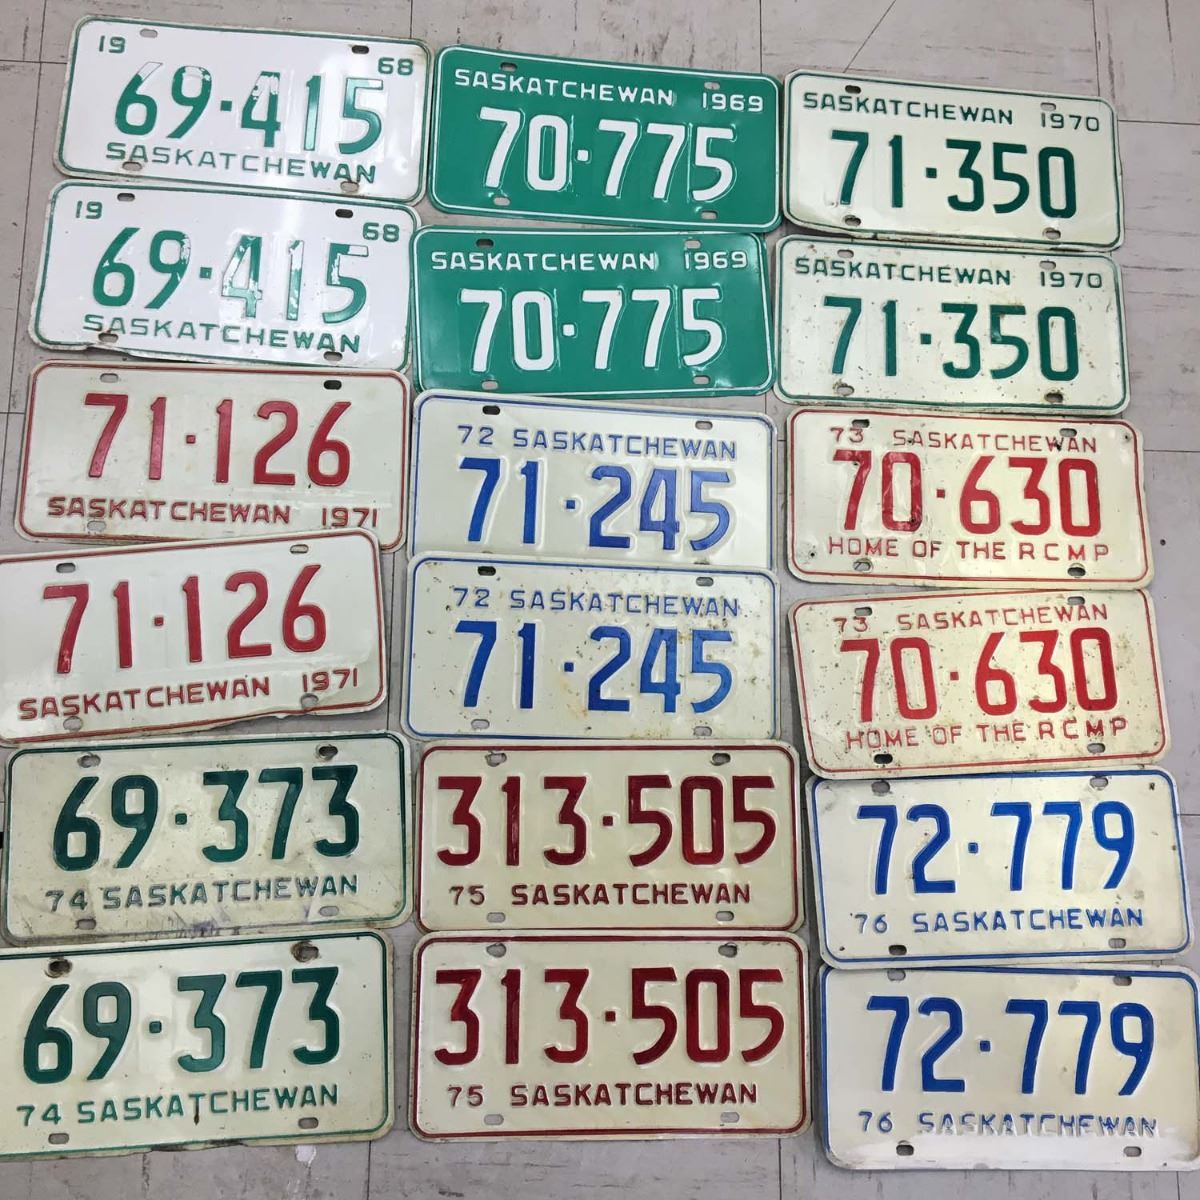 19 68
69·415
SASKATCHEWAN
SASKATCHEWAN 1969
70·775
SASKATCHEWAN 1970
71·350
19 68
69·415
SASKATCHEWAN
SASKATCHEWAN 1969
70·775
SASKATCHEWAN 1970
71·350
71·126
SASKATCHEWAN 1971
72 SASKATCHEWAN
71·245
73 SASKATCHEWAN
70·630
HOME OF THE RCMP
71·126
SASKATCHEWAN 1971
72 SASKATCHEWAN
71·245
73 SASKATCHEWAN
70·630
HOME OF THE RCMP
69·373
74 SASKATCHEWAN
313·505
75 SASKATCHEWAN
72·779
76 SASKATCHEWAN
69·373
74 SASKATCHEWAN
313·505
75 SASKATCHEWAN
72·779
76 SASKATCHEWAN